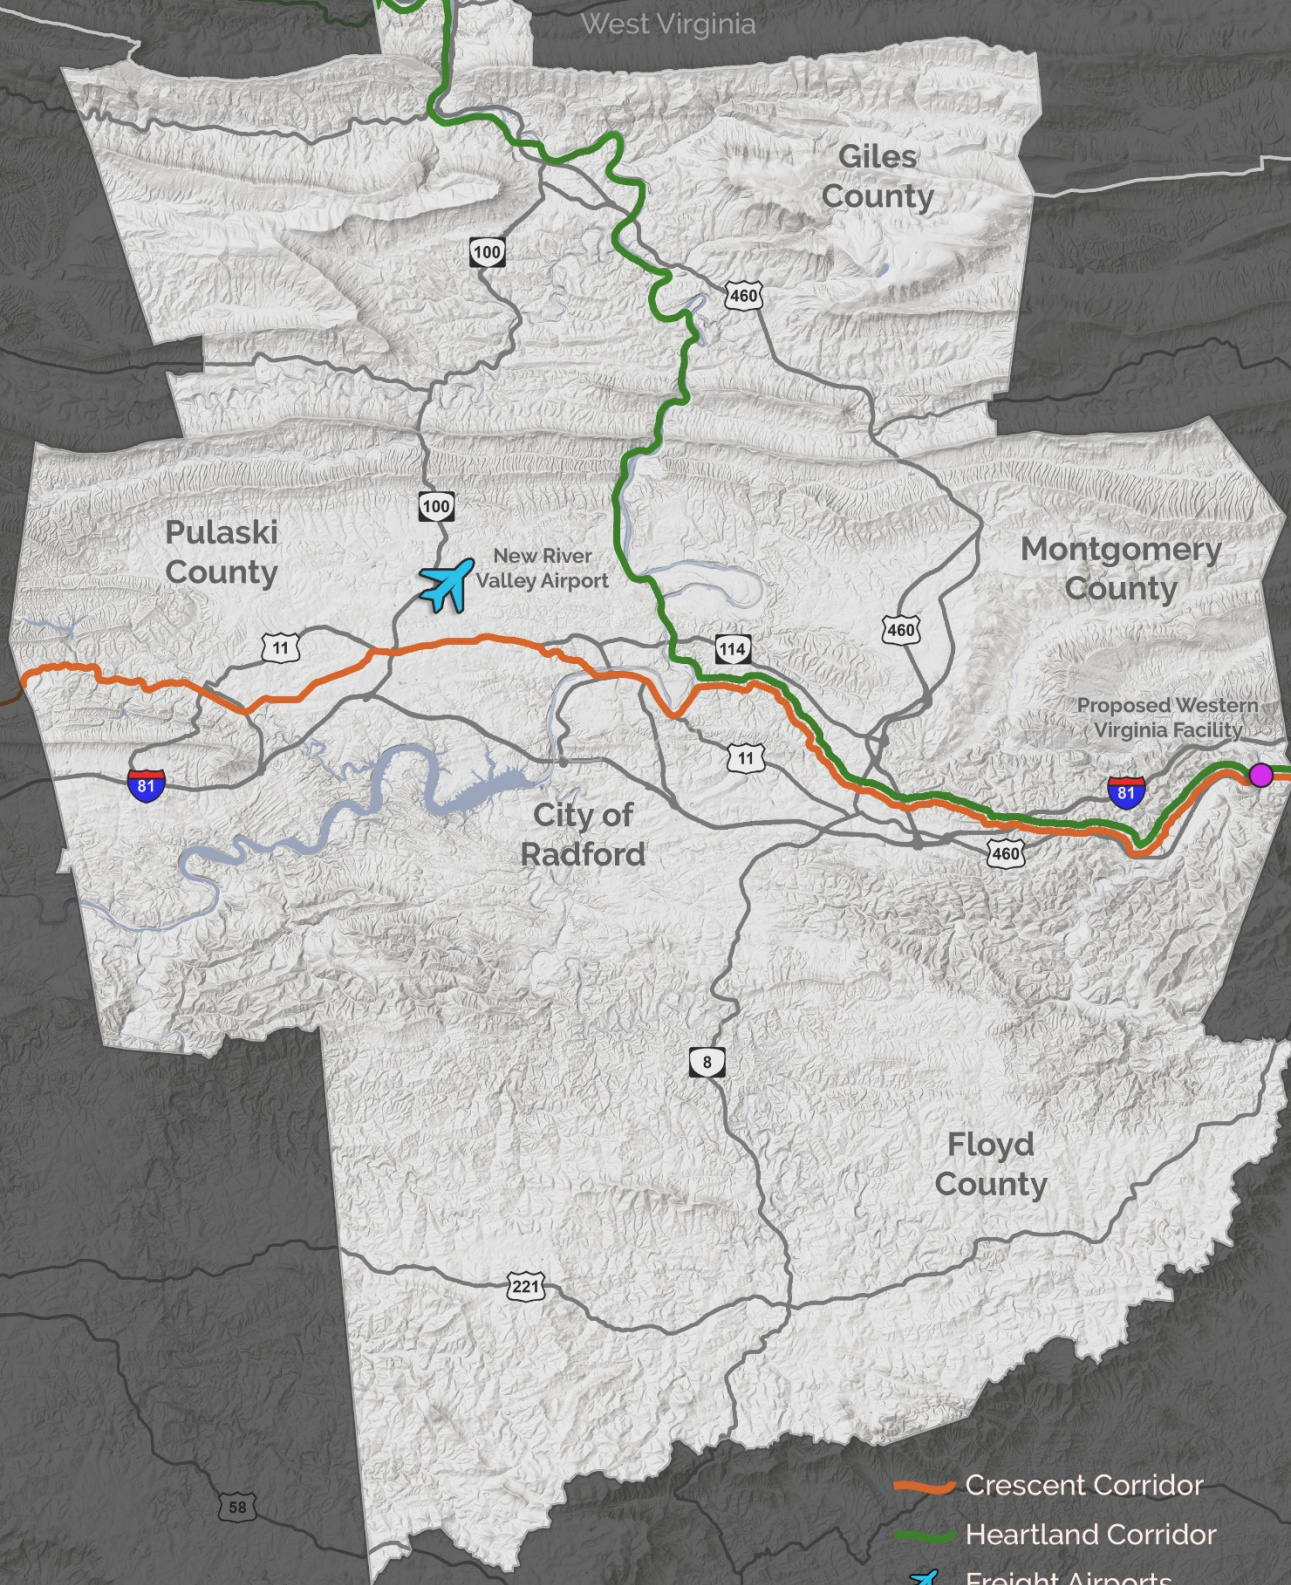 West Virginia
Giles
County
100
460
100
Pulaski
County
New River
Valley Airport
Montgomery
County
460
11
114
Proposed Western
Virginia Facility
11
81
81
City of
Radford
460
8
Floyd
County
221
58
Crescent Corridor
Heartland Corridor
Freight Airports